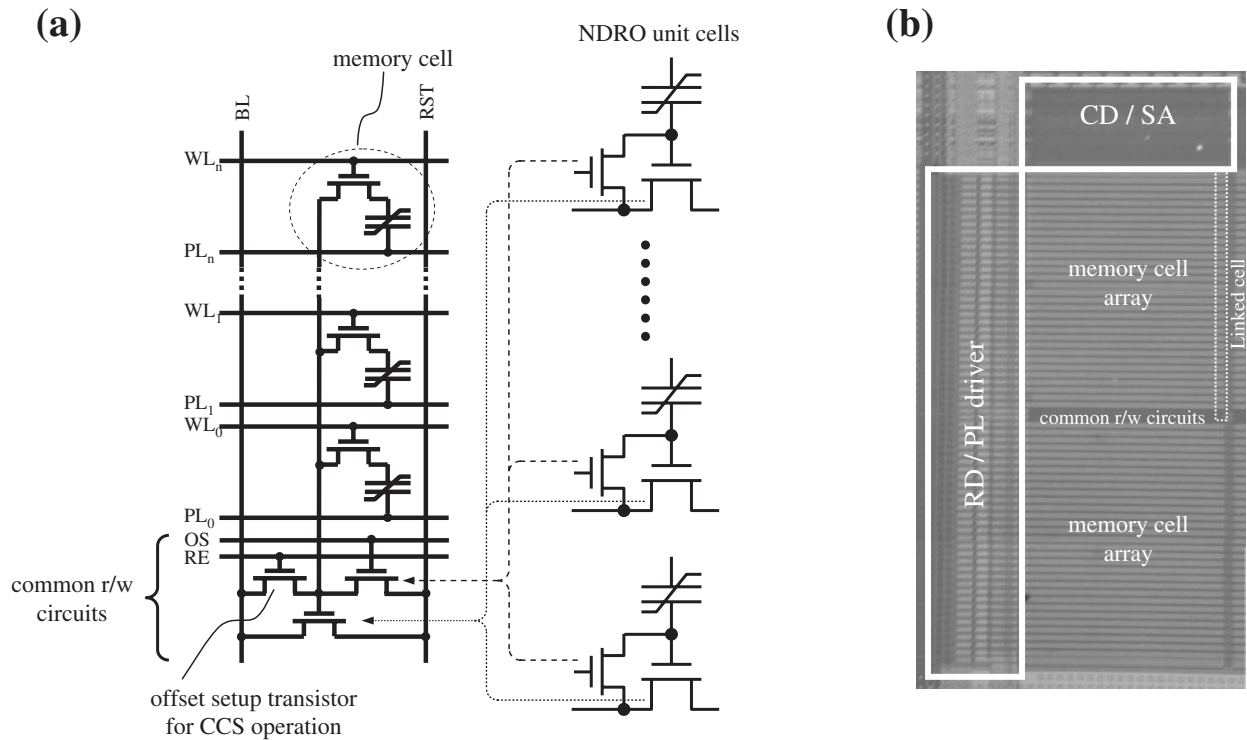 (a)
NDRO unit cells
memory cell
BL
RST
WLₙ
PLₙ
WL₁
PL₁
WL₀
PL₀
OS
RE
common r/w
circuits
offset setup transistor
for CCS operation
(b)
CD / SA
memory cell
array
Linked cell
common r/w circuits
RD / PL driver
memory cell
array